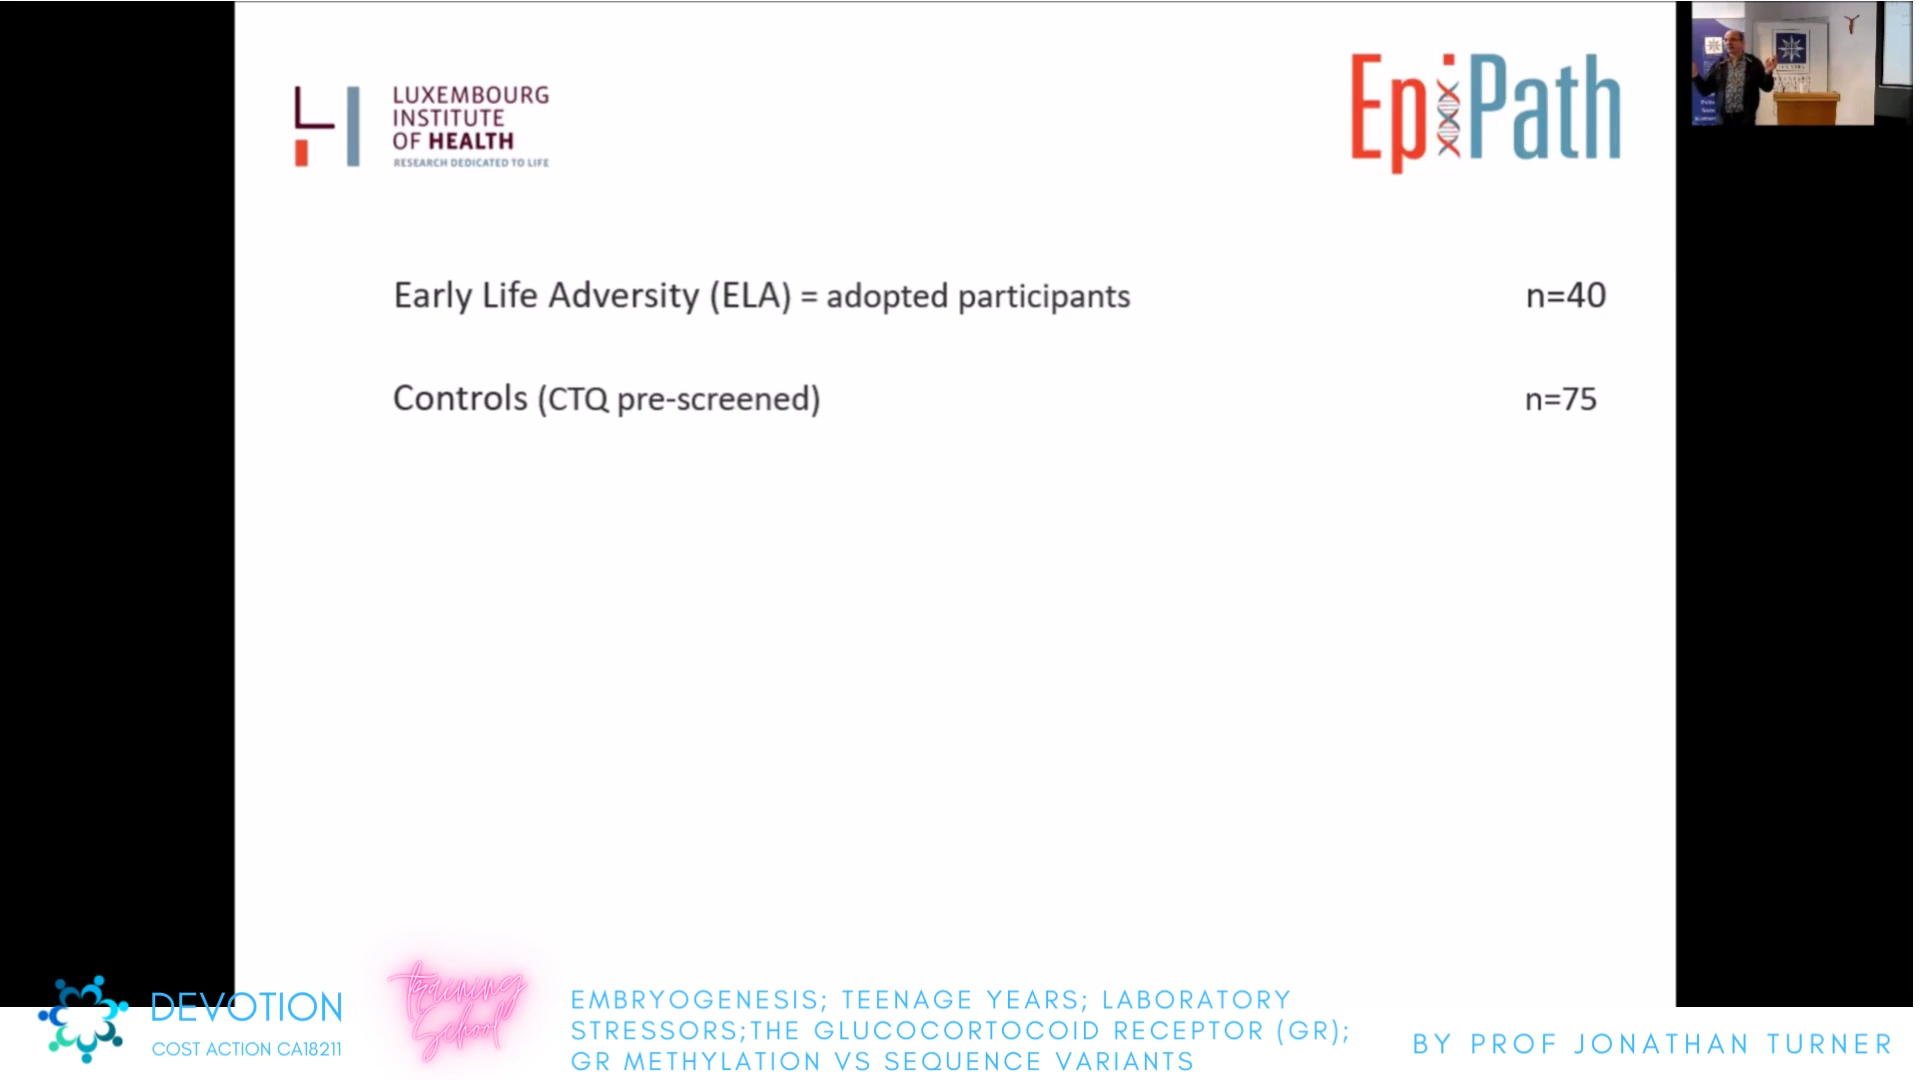 LUXEMBOURG
INSTITUTE
OF HEALTH
RESEARCH DEDICATED TO LIFE
EpiPath
Early Life Adversity (ELA) = adopted participants n=40
Controls (CTQ pre-screened) n=75
DEVOTION
COST ACTION CA18211
Training
School
EMBRYOGENESIS; TEENAGE YEARS; LABORATORY
STRESSORS;THE GLUCOCORTOCOID RECEPTOR (GR);
GR METHYLATION VS SEQUENCE VARIANTS
BY PROF JONATHAN TURNER